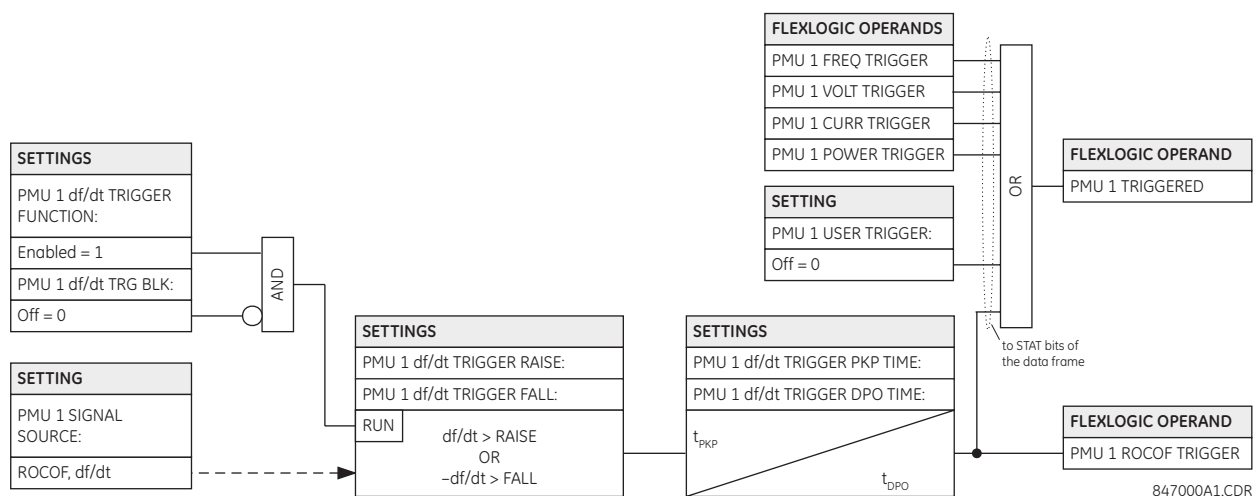 FLEXLOGIC OPERANDS
PMU 1 FREQ TRIGGER
PMU 1 VOLT TRIGGER
PMU 1 CURR TRIGGER
PMU 1 POWER TRIGGER
SETTING
PMU 1 USER TRIGGER:
Off = 0
OR
to STAT bits of
the data frame
FLEXLOGIC OPERAND
PMU 1 TRIGGERED
SETTINGS
PMU 1 df/dt TRIGGER
FUNCTION:
Enabled = 1
PMU 1 df/dt TRG BLK:
Off = 0
AND
SETTING
PMU 1 SIGNAL
SOURCE:
ROCOF, df/dt
SETTINGS
PMU 1 df/dt TRIGGER RAISE:
PMU 1 df/dt TRIGGER FALL:
RUN
df/dt > RAISE
OR
–df/dt > FALL
SETTINGS
PMU 1 df/dt TRIGGER PKP TIME:
PMU 1 df/dt TRIGGER DPO TIME:
tPKP
tDPO
FLEXLOGIC OPERAND
PMU 1 ROCOF TRIGGER
847000A1.CDR